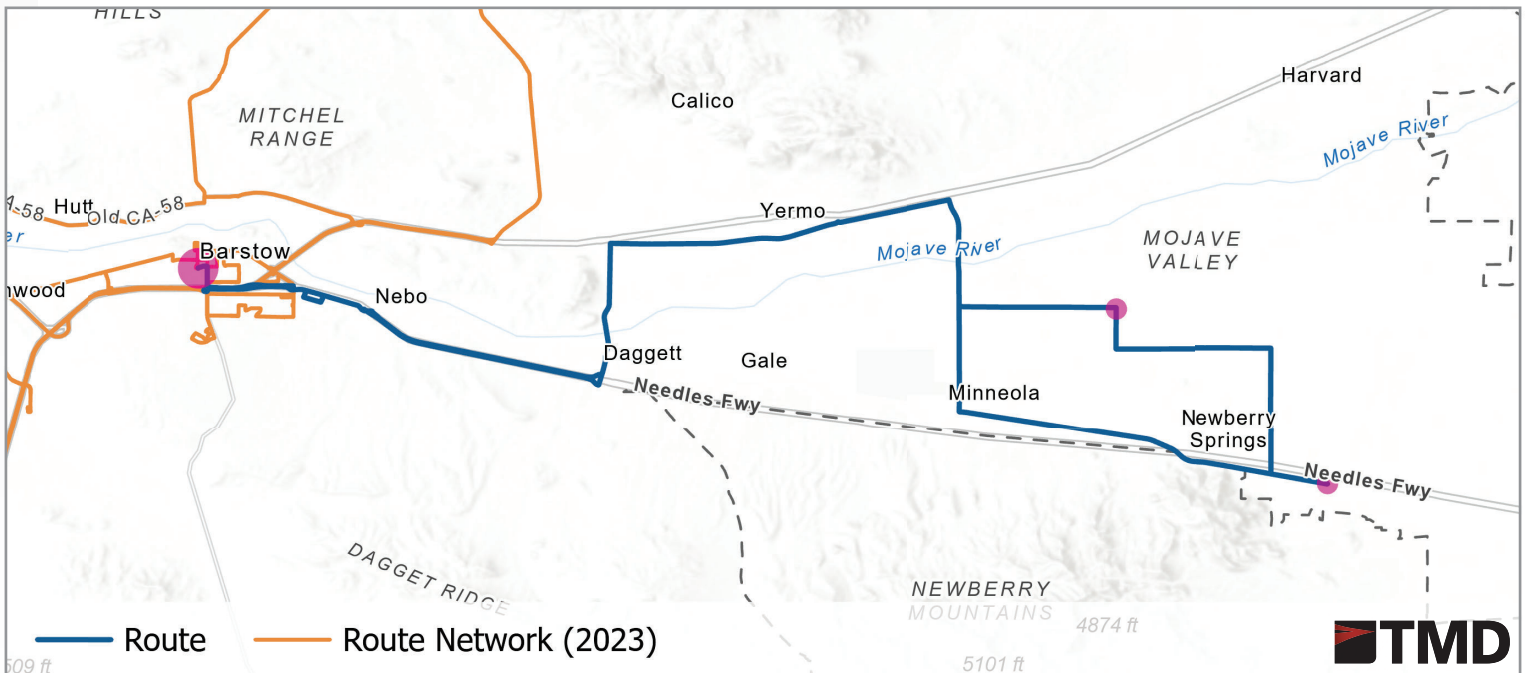 HILLS
Harvard
Calico
MITCHEL
RANGE
Mojave River
A-58
Hutt
Old CA-58
Yermo
er
Barstow
Mojave River
MOJAVE
VALLEY
nwood
Nebo
Daggett
Gale
Needles Fwy
Minneola
Newberry
Springs
Needles Fwy
DAGGET RIDGE
NEWBERRY
MOUNTAINS
4874 ft
Route
Route Network (2023)
TMD
509 ft
5101 ft